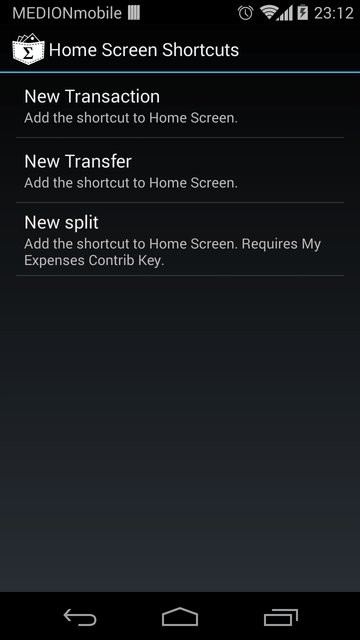 MEDIONmobile 23:12
Σ Home Screen Shortcuts
New Transaction
Add the shortcut to Home Screen.
New Transfer
Add the shortcut to Home Screen.
New split
Add the shortcut to Home Screen. Requires My
Expenses Contrib Key.